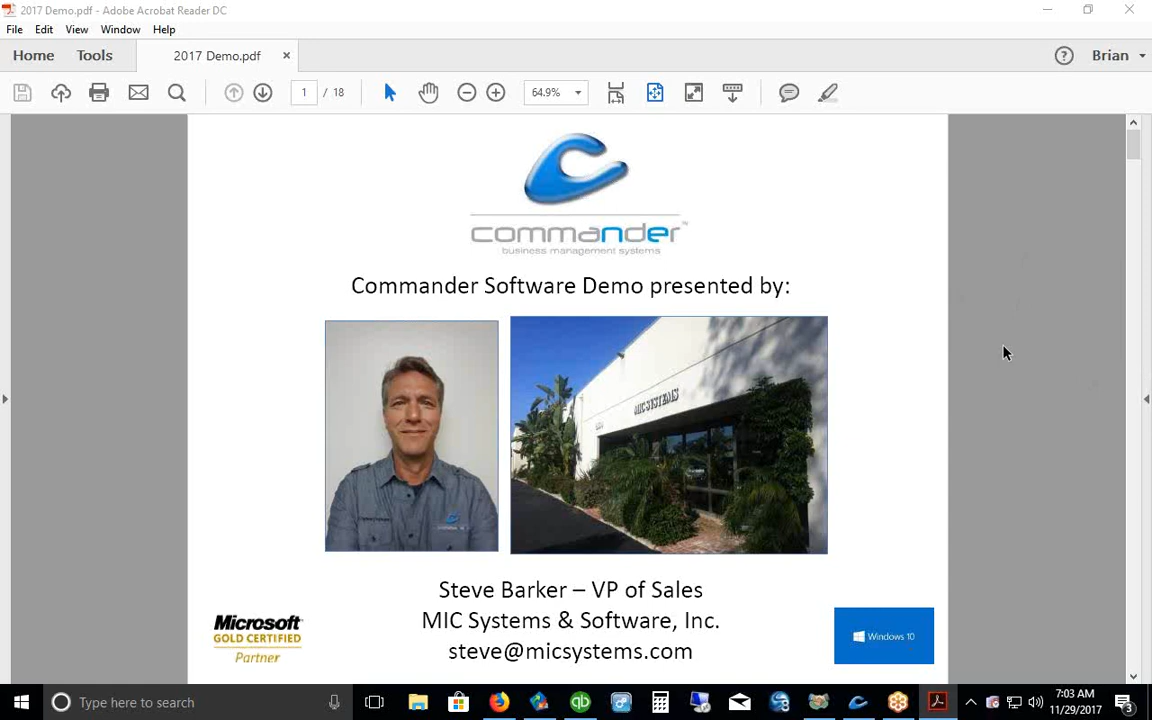 2017 Demo.pdf - Adobe Acrobat Reader DC
File Edit View Window Help
Home Tools 2017 Demo.pdf × Brian
1 / 18 64.9%
commander™
business management systems
Commander Software Demo presented by:
MIC SYSTEMS
Steve Barker – VP of Sales
MIC Systems & Software, Inc.
steve@micsystems.com
Microsoft
GOLD CERTIFIED
Partner
Windows 10
Type here to search
7:03 AM
11/29/2017
3